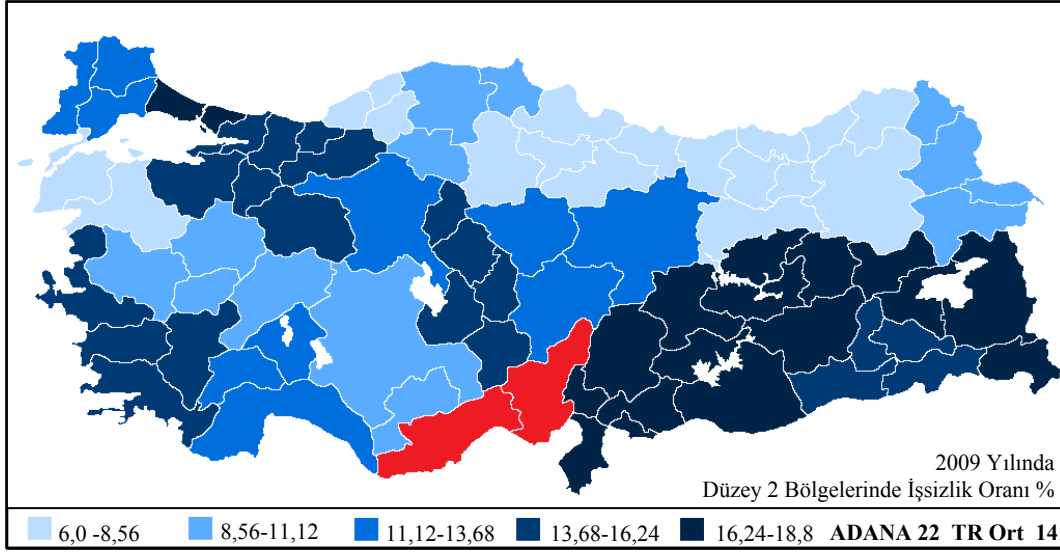 2009 Yılında
Düzey 2 Bölgelerinde İşsizlik Oranı %
6,0 -8,56 8,56-11,12 11,12-13,68 13,68-16,24 16,24-18,8 ADANA 22 TR Ort 14